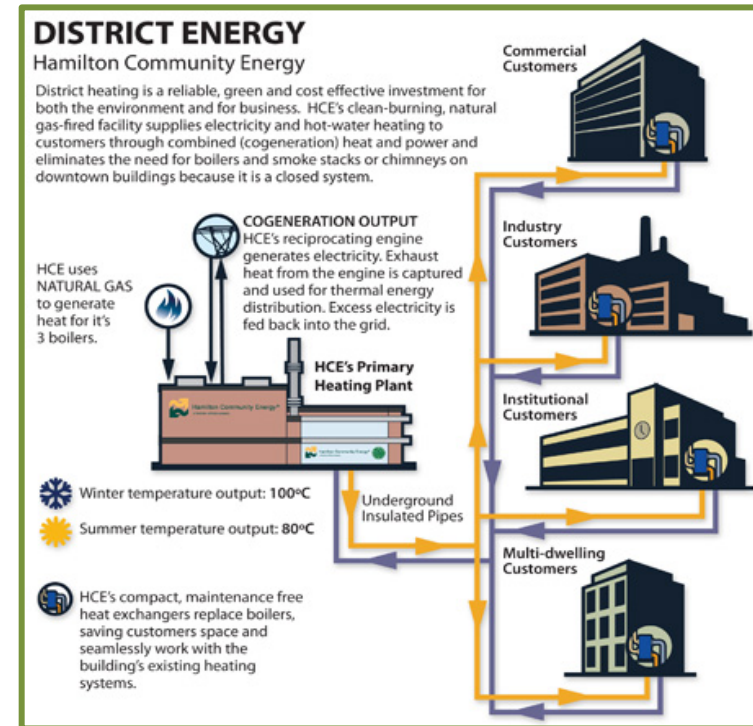 DISTRICT ENERGY
Hamilton Community Energy
District heating is a reliable, green and cost effective investment for
both the environment and for business. HCE's clean-burning, natural
gas-fired facility supplies electricity and hot-water heating to
customers through combined (cogeneration) heat and power and
eliminates the need for boilers and smoke stacks or chimneys on
downtown buildings because it is a closed system.
COGENERATION OUTPUT
HCE's reciprocating engine
generates electricity. Exhaust
heat from the engine is captured
and used for thermal energy
distribution. Excess electricity is
fed back into the grid.
HCE uses
NATURAL GAS
to generate
heat for it's
3 boilers.
HCE's Primary
Heating Plant
Hamilton Community Energy
Hamilton Community Energy
Winter temperature output: 100ºC
Summer temperature output: 80ºC
Underground
Insulated Pipes
HCE's compact, maintenance free
heat exchangers replace boilers,
saving customers space and
seamlessly work with the
building's existing heating
systems.
Commercial
Customers
Industry
Customers
Institutional
Customers
Multi-dwelling
Customers